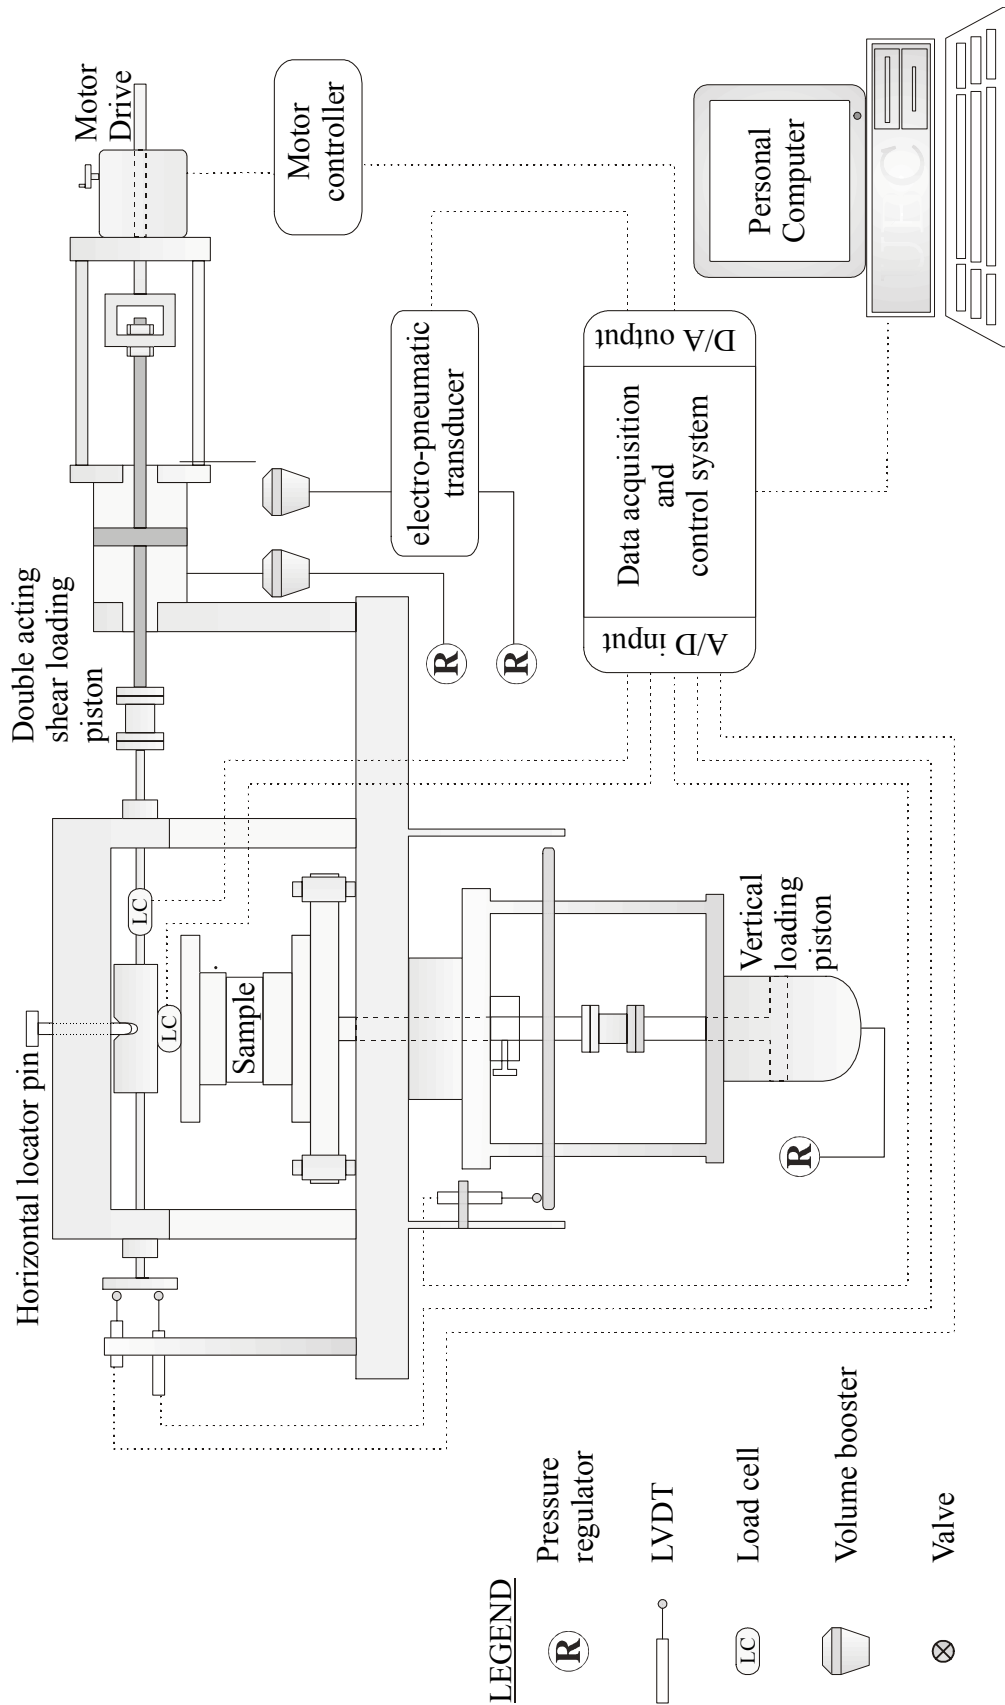 Horizontal locator pin
Double acting
shear loading
piston
Motor
Drive
LC
LC
Sample
Motor
controller
R
R
electro-pneumatic
transducer
Vertical
loading
piston
R
A/D input
Data acquisition
and
control system
D/A output
Personal
Computer
UBC
LEGEND
R
Pressure
regulator
LVDT
LC
Load cell
Volume booster
Valve